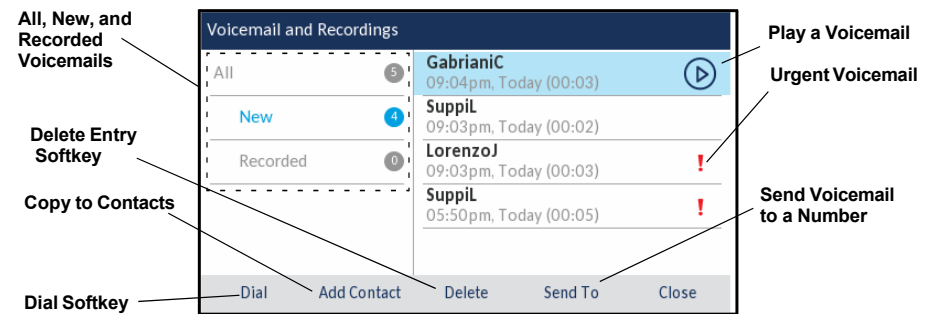 All, New, and
Recorded
Voicemails
Delete Entry
Softkey
Copy to Contacts
Dial Softkey
Voicemail and Recordings
All 5
New 4
Recorded 0
GabrianiC
09:04pm, Today (00:03)
SuppiL
09:03pm, Today (00:02)
LorenzoJ
09:03pm, Today (00:03)
!
SuppiL
05:50pm, Today (00:05)
!
Dial Add Contact Delete Send To Close
Play a Voicemail
Urgent Voicemail
Send Voicemail
to a Number